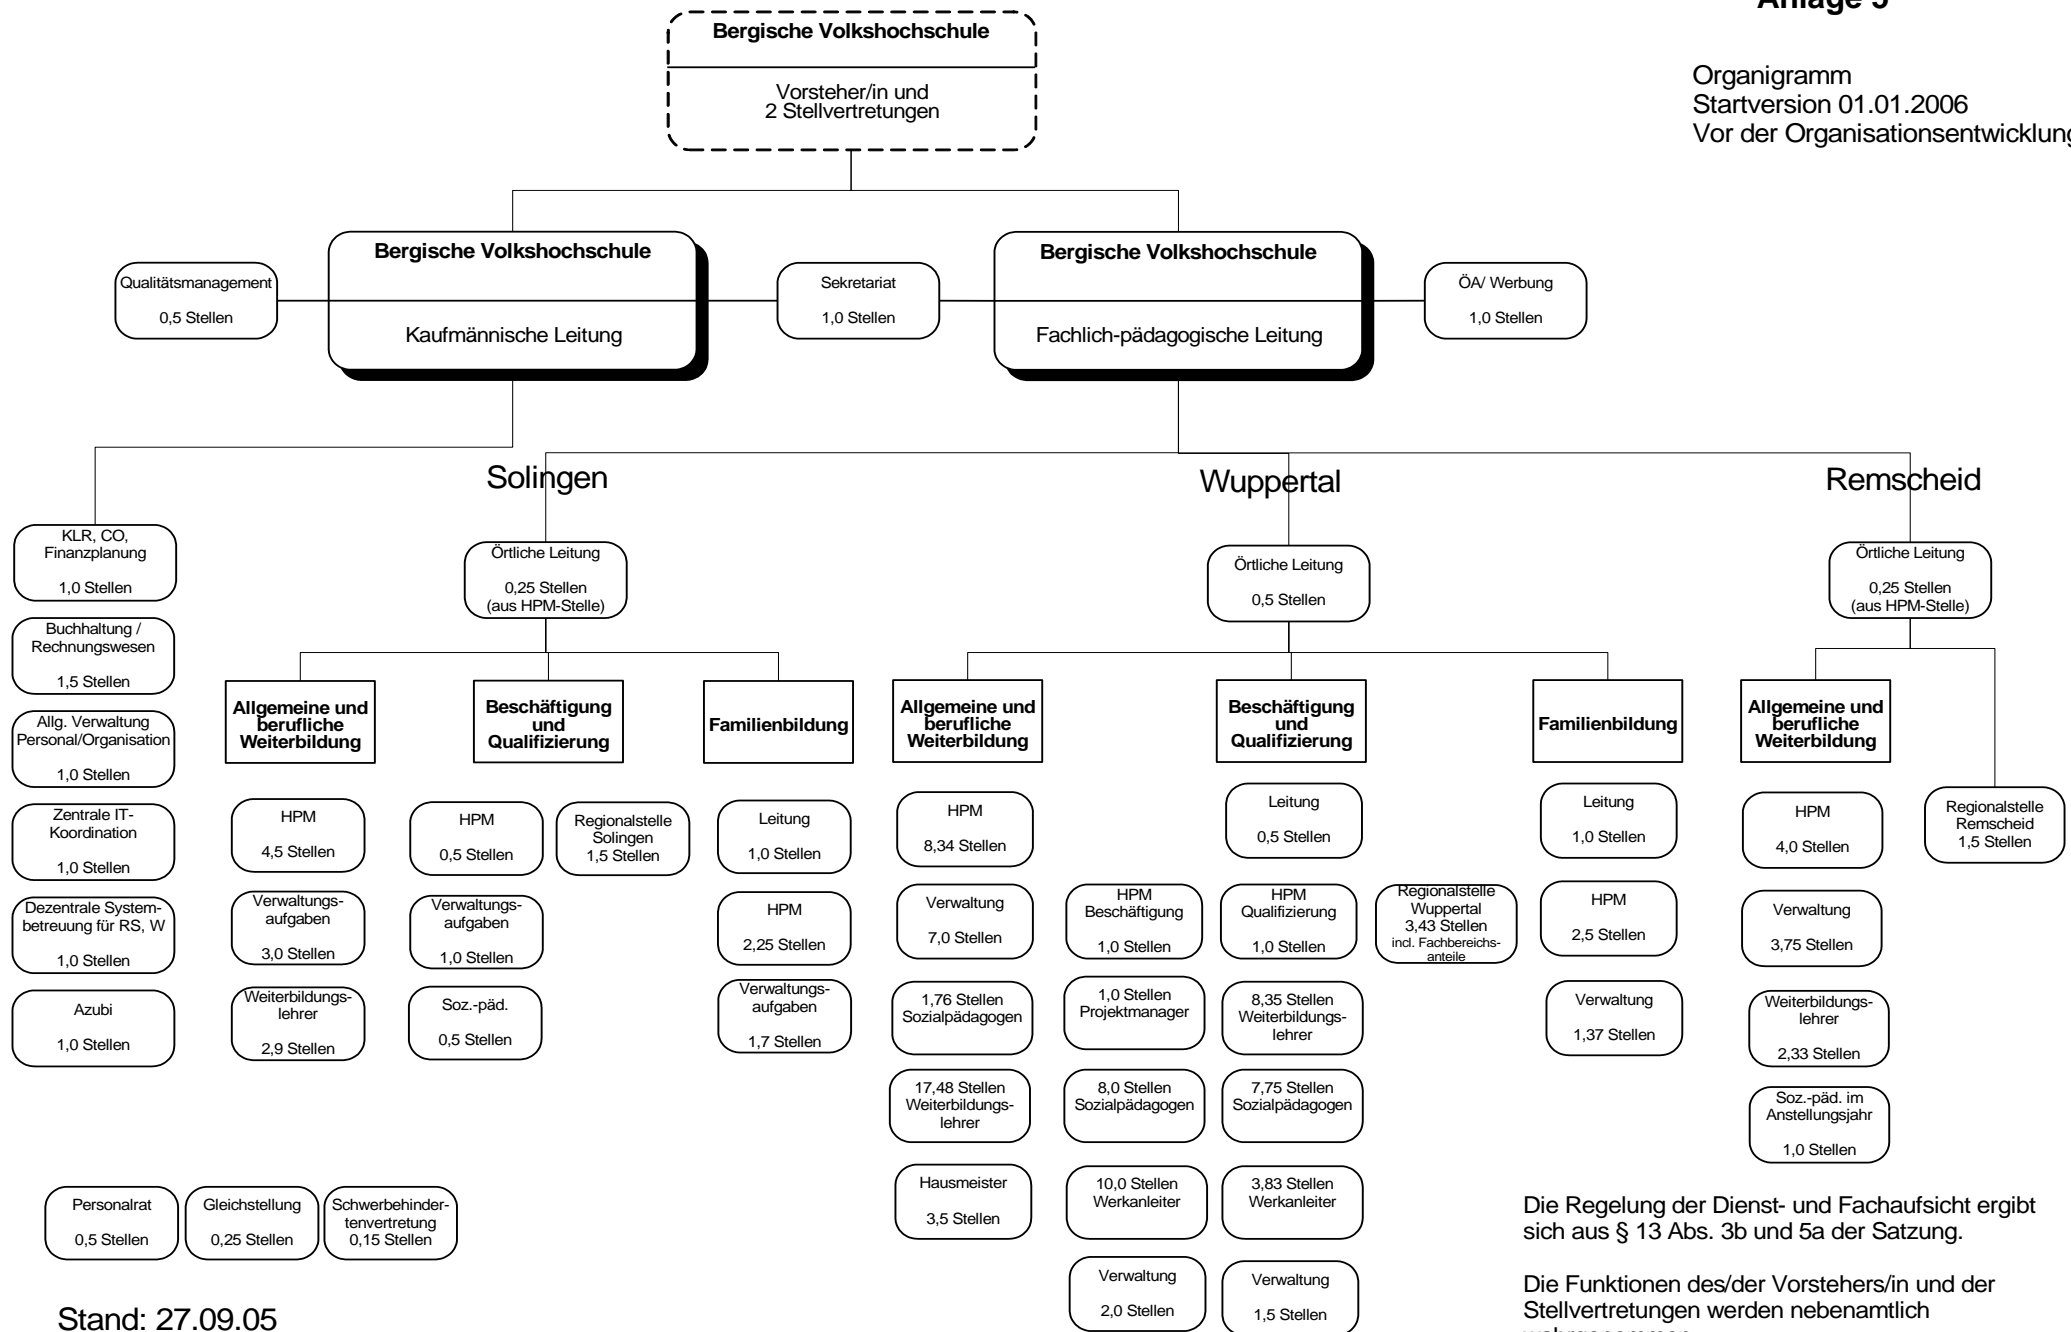 Anlage 5
Organigramm
Startversion 01.01.2006
Vor der Organisationsentwicklung
Bergische Volkshochschule
Vorsteher/in und
2 Stellvertretungen
Qualitätsmanagement
0,5 Stellen
Bergische Volkshochschule
Kaufmännische Leitung
Sekretariat
1,0 Stellen
Bergische Volkshochschule
Fachlich-pädagogische Leitung
ÖA/ Werbung
1,0 Stellen
Solingen
Wuppertal
Remscheid
KLR, CO,
Finanzplanung
1,0 Stellen
Buchhaltung /
Rechnungswesen
1,5 Stellen
Allg. Verwaltung
Personal/Organisation
1,0 Stellen
Zentrale IT-
Koordination
1,0 Stellen
Dezentrale System-
betreuung für RS, W
1,0 Stellen
Azubi
1,0 Stellen
Örtliche Leitung
0,25 Stellen
(aus HPM-Stelle)
Allgemeine und
berufliche
Weiterbildung
HPM
4,5 Stellen
Verwaltungs-
aufgaben
3,0 Stellen
Weiterbildungs-
lehrer
2,9 Stellen
Beschäftigung
und
Qualifizierung
HPM
0,5 Stellen
Verwaltungs-
aufgaben
1,0 Stellen
Soz.-päd.
0,5 Stellen
Regionalstelle
Solingen
1,5 Stellen
Familienbildung
Leitung
1,0 Stellen
HPM
2,25 Stellen
Verwaltungs-
aufgaben
1,7 Stellen
Örtliche Leitung
0,5 Stellen
Allgemeine und
berufliche
Weiterbildung
HPM
8,34 Stellen
Verwaltung
7,0 Stellen
1,76 Stellen
Sozialpädagogen
17,48 Stellen
Weiterbildungs-
lehrer
Hausmeister
3,5 Stellen
Beschäftigung
und
Qualifizierung
Leitung
0,5 Stellen
HPM
Beschäftigung
1,0 Stellen
1,0 Stellen
Projektmanager
8,0 Stellen
Sozialpädagogen
10,0 Stellen
Werkanleiter
Verwaltung
2,0 Stellen
HPM
Qualifizierung
1,0 Stellen
8,35 Stellen
Weiterbildungs-
lehrer
7,75 Stellen
Sozialpädagogen
3,83 Stellen
Werkanleiter
Verwaltung
1,5 Stellen
Regionalstelle
Wuppertal
3,43 Stellen
incl. Fachbereichs-
anteile
Familienbildung
Leitung
1,0 Stellen
HPM
2,5 Stellen
Verwaltung
1,37 Stellen
Örtliche Leitung
0,25 Stellen
(aus HPM-Stelle)
Allgemeine und
berufliche
Weiterbildung
HPM
4,0 Stellen
Verwaltung
3,75 Stellen
Weiterbildungs-
lehrer
2,33 Stellen
Soz.-päd. im
Anstellungsjahr
1,0 Stellen
Regionalstelle
Remscheid
1,5 Stellen
Personalrat
0,5 Stellen
Gleichstellung
0,25 Stellen
Schwerbehinder-
tenvertretung
0,15 Stellen
Stand: 27.09.05
Die Regelung der Dienst- und Fachaufsicht ergibt
sich aus § 13 Abs. 3b und 5a der Satzung.
Die Funktionen des/der Vorstehers/in und der
Stellvertretungen werden nebenamtlich